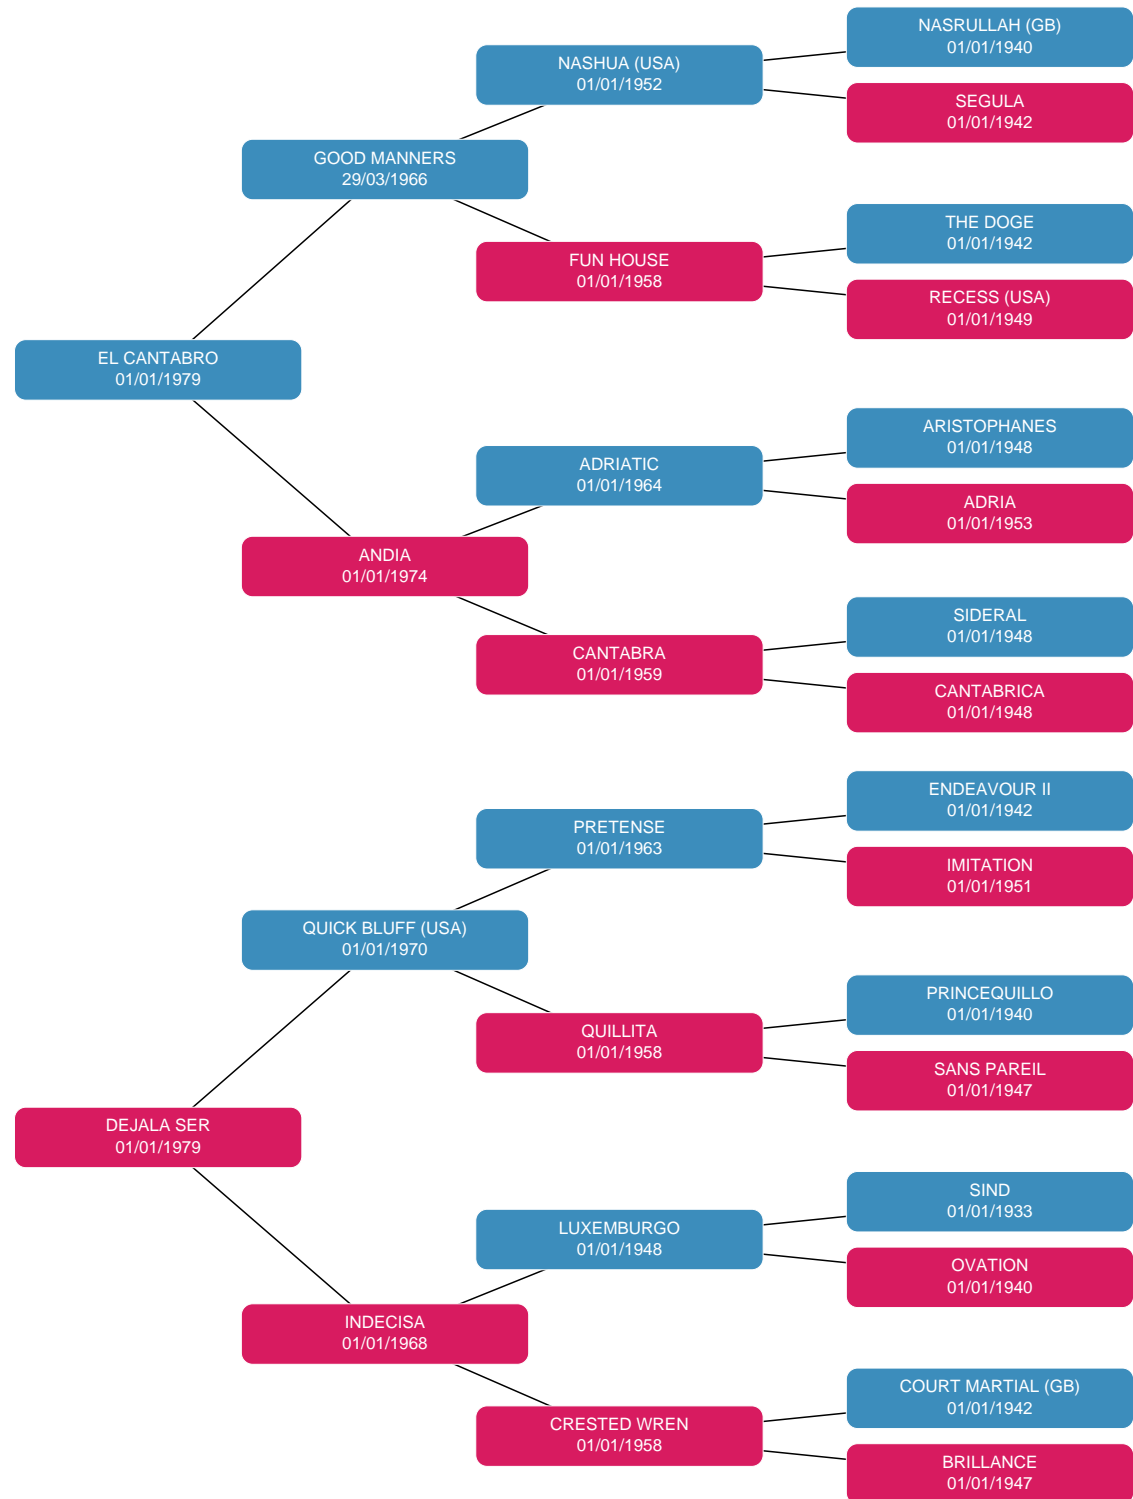 NASRULLAH (GB)
01/01/1940
NASHUA (USA)
01/01/1952
SEGULA
01/01/1942
GOOD MANNERS
29/03/1966
THE DOGE
01/01/1942
FUN HOUSE
01/01/1958
RECESS (USA)
01/01/1949
EL CANTABRO
01/01/1979
ARISTOPHANES
01/01/1948
ADRIATIC
01/01/1964
ADRIA
01/01/1953
ANDIA
01/01/1974
SIDERAL
01/01/1948
CANTABRA
01/01/1959
CANTABRICA
01/01/1948
ENDEAVOUR II
01/01/1942
PRETENSE
01/01/1963
IMITATION
01/01/1951
QUICK BLUFF (USA)
01/01/1970
PRINCEQUILLO
01/01/1940
QUILLITA
01/01/1958
SANS PAREIL
01/01/1947
DEJALA SER
01/01/1979
SIND
01/01/1933
LUXEMBURGO
01/01/1948
OVATION
01/01/1940
INDECISA
01/01/1968
COURT MARTIAL (GB)
01/01/1942
CRESTED WREN
01/01/1958
BRILLANCE
01/01/1947